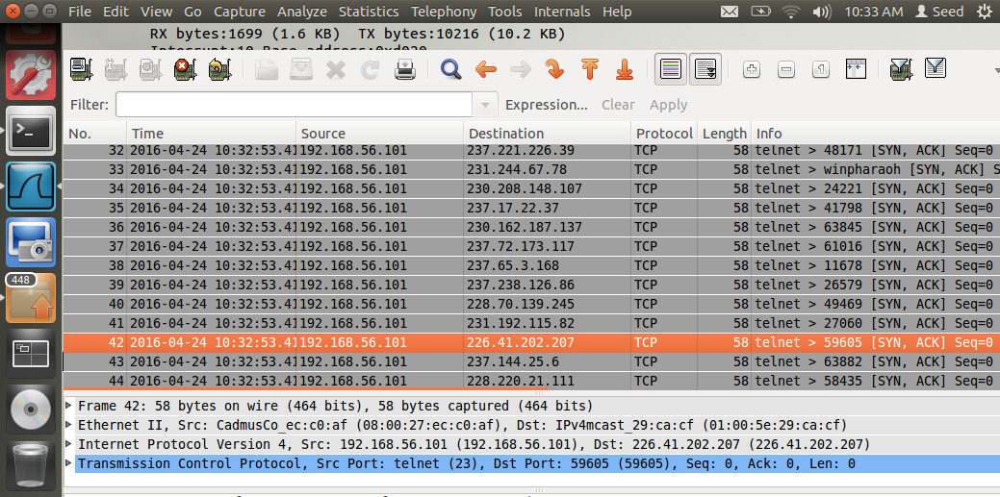 File Edit View Go Capture Analyze Statistics Telephony Tools Internals Help 10:33 AM Seed
RX bytes:1699 (1.6 KB) TX bytes:10216 (10.2 KB)
Interrupt:10 Base address:0xd020
Filter: Expression... Clear Apply
No. Time Source Destination Protocol Length Info
32 2016-04-24 10:32:53.41 192.168.56.101 237.221.226.39 TCP 58 telnet > 48171 [SYN, ACK] Seq=0
33 2016-04-24 10:32:53.41 192.168.56.101 231.244.67.78 TCP 58 telnet > winpharaoh [SYN, ACK] S
34 2016-04-24 10:32:53.41 192.168.56.101 230.208.148.107 TCP 58 telnet > 24221 [SYN, ACK] Seq=0
35 2016-04-24 10:32:53.41 192.168.56.101 237.17.22.37 TCP 58 telnet > 41798 [SYN, ACK] Seq=0
36 2016-04-24 10:32:53.41 192.168.56.101 230.162.187.137 TCP 58 telnet > 63845 [SYN, ACK] Seq=0
37 2016-04-24 10:32:53.41 192.168.56.101 237.72.173.117 TCP 58 telnet > 61016 [SYN, ACK] Seq=0
38 2016-04-24 10:32:53.41 192.168.56.101 237.65.3.168 TCP 58 telnet > 11678 [SYN, ACK] Seq=0
39 2016-04-24 10:32:53.41 192.168.56.101 237.238.126.86 TCP 58 telnet > 26579 [SYN, ACK] Seq=0
40 2016-04-24 10:32:53.41 192.168.56.101 228.70.139.245 TCP 58 telnet > 49469 [SYN, ACK] Seq=0
41 2016-04-24 10:32:53.41 192.168.56.101 231.192.115.82 TCP 58 telnet > 27060 [SYN, ACK] Seq=0
448
42 2016-04-24 10:32:53.41 192.168.56.101 226.41.202.207 TCP 58 telnet > 59605 [SYN, ACK] Seq=0
43 2016-04-24 10:32:53.41 192.168.56.101 237.144.25.6 TCP 58 telnet > 63882 [SYN, ACK] Seq=0
44 2016-04-24 10:32:53.41 192.168.56.101 228.220.21.111 TCP 58 telnet > 58435 [SYN, ACK] Seq=0
Frame 42: 58 bytes on wire (464 bits), 58 bytes captured (464 bits)
Ethernet II, Src: CadmusCo_ec:c0:af (08:00:27:ec:c0:af), Dst: IPv4mcast_29:ca:cf (01:00:5e:29:ca:cf)
Internet Protocol Version 4, Src: 192.168.56.101 (192.168.56.101), Dst: 226.41.202.207 (226.41.202.207)
Transmission Control Protocol, Src Port: telnet (23), Dst Port: 59605 (59605), Seq: 0, Ack: 0, Len: 0